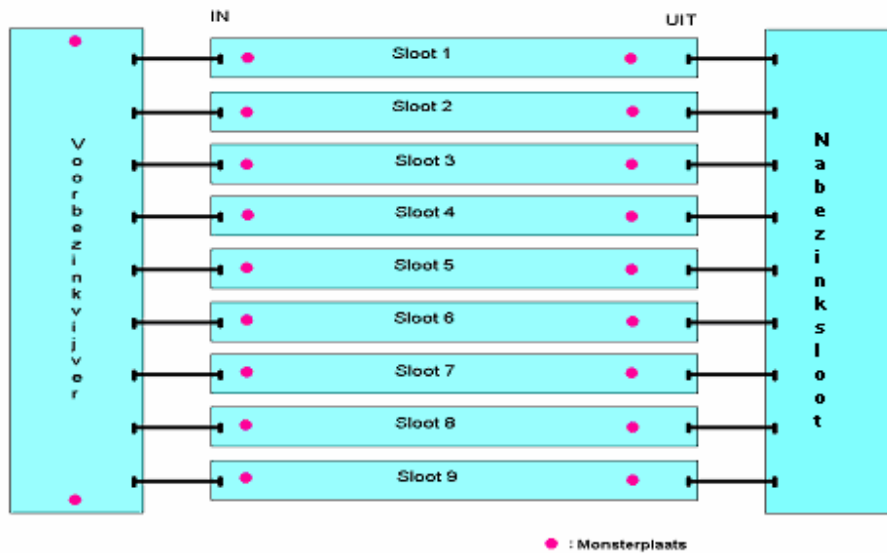 IN
UIT
Voorbezinkvijver
Sloot 1
Sloot 2
Sloot 3
Sloot 4
Sloot 5
Sloot 6
Sloot 7
Sloot 8
Sloot 9
Nabezinksloot
: Monsterplaats